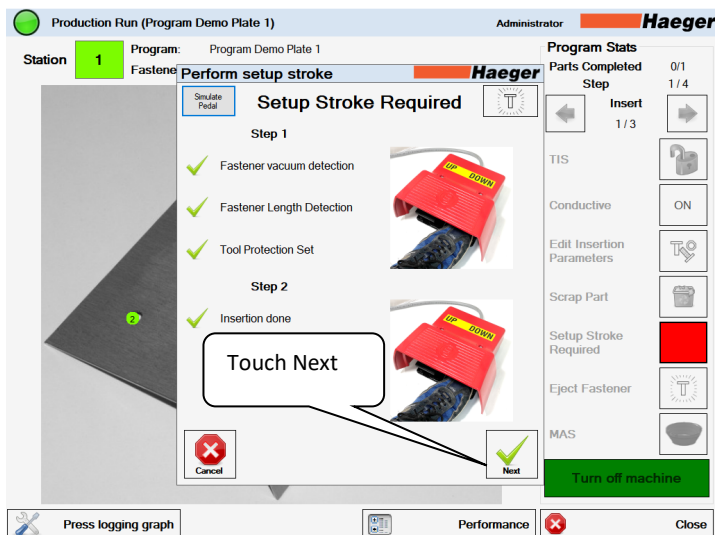 Production Run (Program Demo Plate 1)
Administrator
Haeger
Station
1
Program:
Program Demo Plate 1
Perform setup stroke
Haeger
Simulate
Pedal
Setup Stroke Required
T
Step 1
Fastener vacuum detection
Fastener Length Detection
Tool Protection Set
UP
DOWN
Step 2
Insertion done
UP
DOWN
Touch Next
Cancel
Next
2
Program Stats
Parts Completed
0/1
Step
1 / 4
Insert
1 / 3
TIS
Conductive
ON
Edit Insertion
Parameters
Scrap Part
Setup Stroke
Required
Eject Fastener
T
MAS
Turn off machine
Press logging graph
Performance
Close